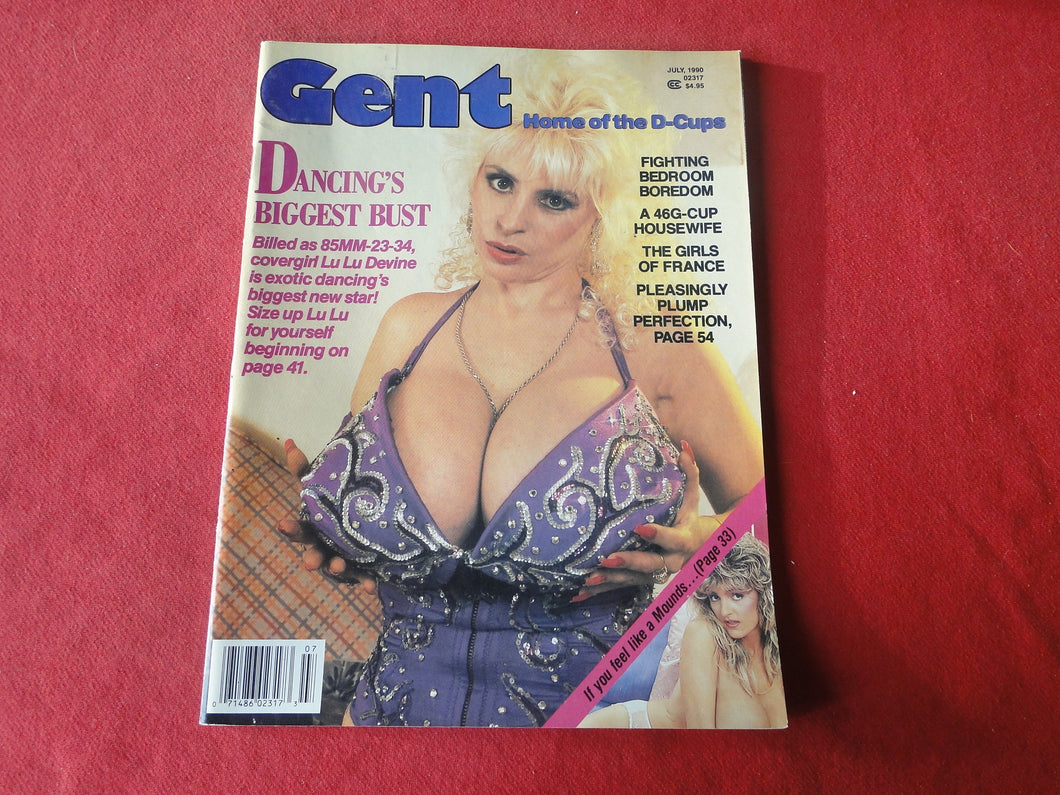 Gent
JULY, 1990
02317
CC $4.95
Home of the D-Cups
DANCING'S
BIGGEST BUST
Billed as 85MM-23-34,
covergirl Lu Lu Devine
is exotic dancing's
biggest new star!
Size up Lu Lu
for yourself
beginning on
page 41.
FIGHTING
BEDROOM
BOREDOM
A 46G-CUP
HOUSEWIFE
THE GIRLS
OF FRANCE
PLEASINGLY
PLUMP
PERFECTION,
PAGE 54
If you feel like a Mounds...(Page 33)
07
0 71486 02317 3